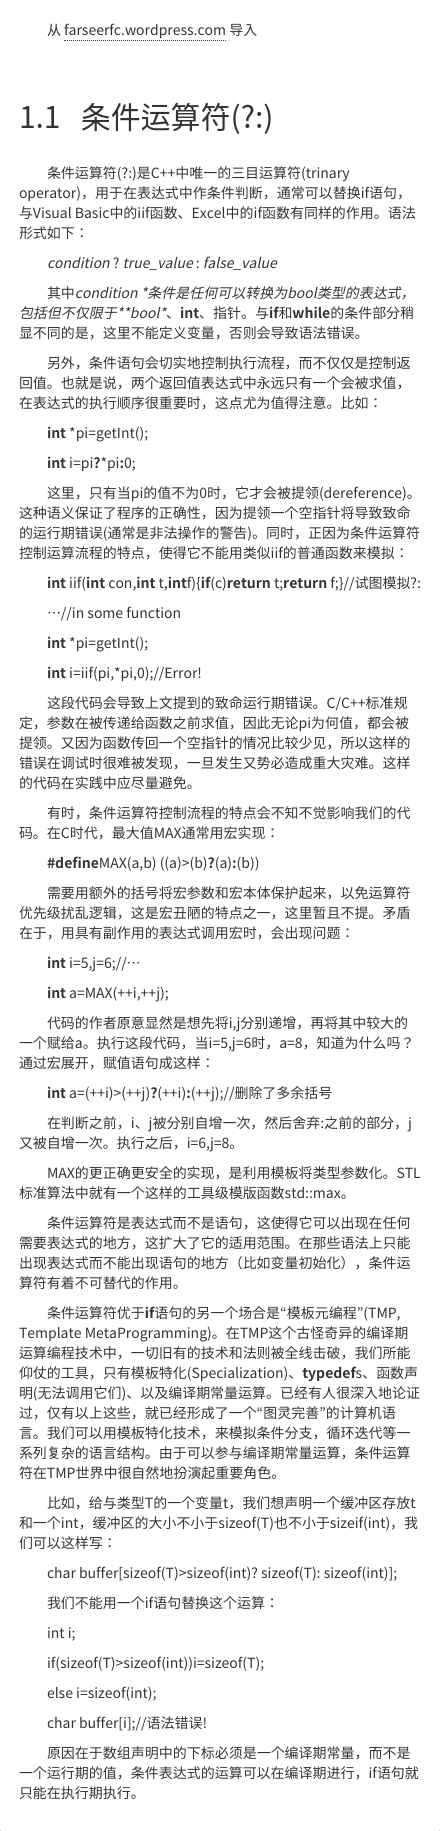 从 farseerfc.wordpress.com 导入
1.1 条件运算符(?:)
条件运算符(?:)是C++中唯一的三目运算符(trinary
operator)，用于在表达式中作条件判断，通常可以替换if语句，
与Visual Basic中的iif函数、Excel中的if函数有同样的作用。语法
形式如下：
condition ? true_value : false_value
其中condition *条件是任何可以转换为bool类型的表达式，
包括但不仅限于**bool*、int、指针。与if和while的条件部分稍
显不同的是，这里不能定义变量，否则会导致语法错误。
另外，条件语句会切实地控制执行流程，而不仅仅是控制返
回值。也就是说，两个返回值表达式中永远只有一个会被求值，
在表达式的执行顺序很重要时，这点尤为值得注意。比如：
int *pi=getInt();
int i=pi?*pi:0;
这里，只有当pi的值不为0时，它才会被提领(dereference)。
这种语义保证了程序的正确性，因为提领一个空指针将导致致命
的运行期错误(通常是非法操作的警告)。同时，正因为条件运算符
控制运算流程的特点，使得它不能用类似iif的普通函数来模拟：
int iif(int con,int t,intf){if(c)return t;return f;}//试图模拟?:
…//in some function
int *pi=getInt();
int i=iif(pi,*pi,0);//Error!
这段代码会导致上文提到的致命运行期错误。C/C++标准规
定，参数在被传递给函数之前求值，因此无论pi为何值，都会被
提领。又因为函数传回一个空指针的情况比较少见，所以这样的
错误在调试时很难被发现，一旦发生又势必造成重大灾难。这样
的代码在实践中应尽量避免。
有时，条件运算符控制流程的特点会不知不觉影响我们的代
码。在C时代，最大值MAX通常用宏实现：
#defineMAX(a,b) ((a)>(b)?(a):(b))
需要用额外的括号将宏参数和宏本体保护起来，以免运算符
优先级扰乱逻辑，这是宏丑陋的特点之一，这里暂且不提。矛盾
在于，用具有副作用的表达式调用宏时，会出现问题：
int i=5,j=6;//…
int a=MAX(++i,++j);
代码的作者原意显然是想先将i,j分别递增，再将其中较大的
一个赋给a。执行这段代码，当i=5,j=6时，a=8，知道为什么吗？
通过宏展开，赋值语句成这样：
int a=(++i)>(++j)?(++i):(++j);//删除了多余括号
在判断之前，i、j被分别自增一次，然后舍弃:之前的部分，j
又被自增一次。执行之后，i=6,j=8。
MAX的更正确更安全的实现，是利用模板将类型参数化。STL
标准算法中就有一个这样的工具级模版函数std::max。
条件运算符是表达式而不是语句，这使得它可以出现在任何
需要表达式的地方，这扩大了它的适用范围。在那些语法上只能
出现表达式而不能出现语句的地方（比如变量初始化），条件运
算符有着不可替代的作用。
条件运算符优于if语句的另一个场合是“模板元编程”(TMP,
Template MetaProgramming)。在TMP这个古怪奇异的编译期
运算编程技术中，一切旧有的技术和法则被全线击破，我们所能
仰仗的工具，只有模板特化(Specialization)、typedefs、函数声
明(无法调用它们)、以及编译期常量运算。已经有人很深入地论证
过，仅有以上这些，就已经形成了一个“图灵完善”的计算机语
言。我们可以用模板特化技术，来模拟条件分支，循环迭代等一
系列复杂的语言结构。由于可以参与编译期常量运算，条件运算
符在TMP世界中很自然地扮演起重要角色。
比如，给与类型T的一个变量t，我们想声明一个缓冲区存放t
和一个int，缓冲区的大小不小于sizeof(T)也不小于sizeif(int)，我
们可以这样写：
char buffer[sizeof(T)>sizeof(int)? sizeof(T): sizeof(int)];
我们不能用一个if语句替换这个运算：
int i;
if(sizeof(T)>sizeof(int))i=sizeof(T);
else i=sizeof(int);
char buffer[i];//语法错误!
原因在于数组声明中的下标必须是一个编译期常量，而不是
一个运行期的值，条件表达式的运算可以在编译期进行，if语句就
只能在执行期执行。